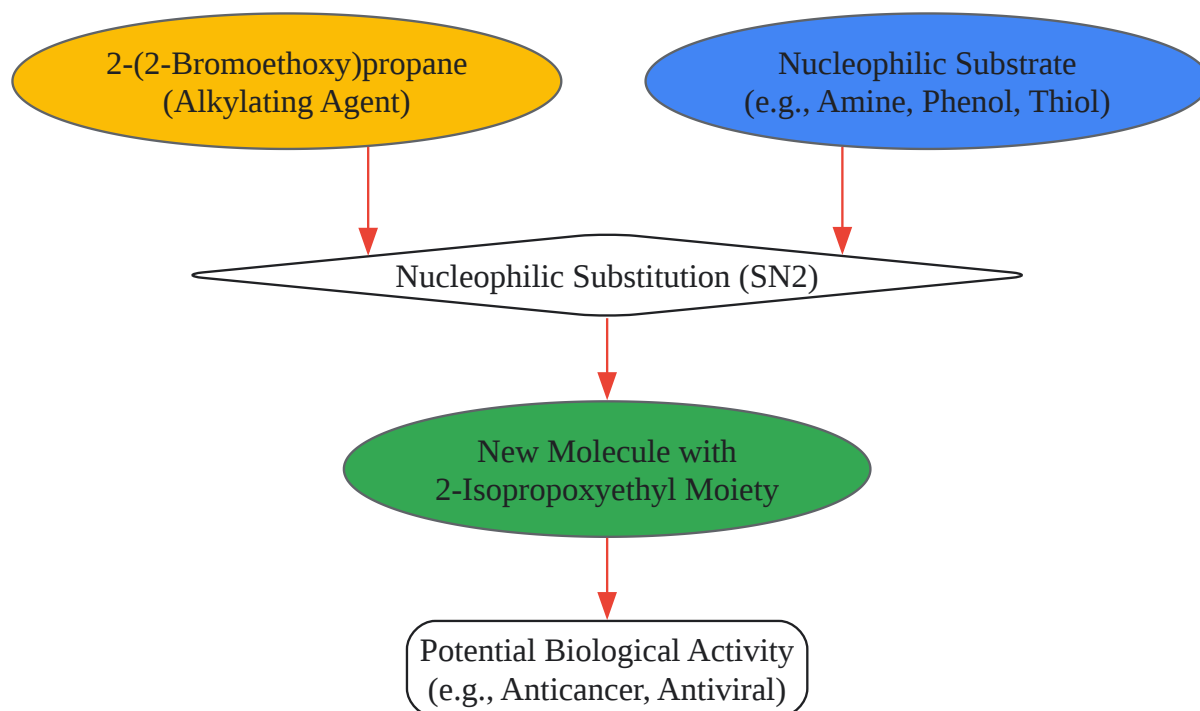 2-(2-Bromoethoxy)propane
(Alkylating Agent)
Nucleophilic Substrate
(e.g., Amine, Phenol, Thiol)
Nucleophilic Substitution (SN2)
New Molecule with
2-Isopropoxyethyl Moiety
Potential Biological Activity
(e.g., Anticancer, Antiviral)